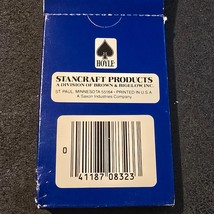 HOYLE
STANCRAFT PRODUCTS
A DIVISION OF BROWN & BIGELOW INC.
ST. PAUL, MINNESOTA 55164 · PRINTED IN U.S.A.
A Saxon Industries Company
0
41187 08323